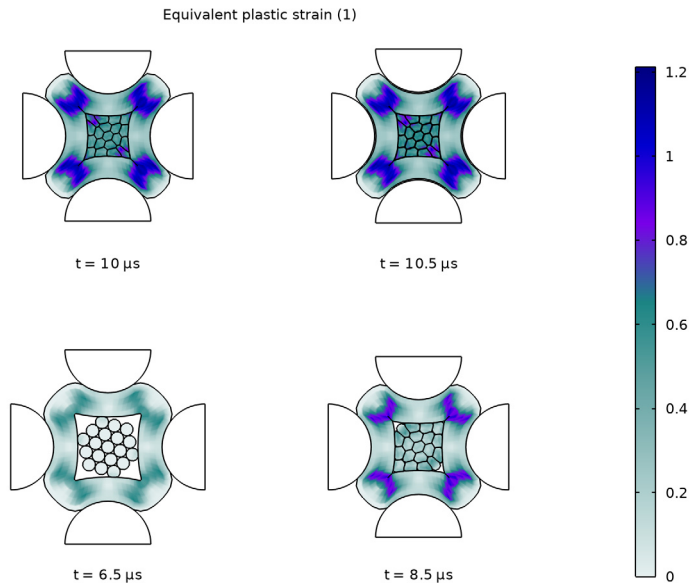 Equivalent plastic strain (1)
t = 10 µs
t = 10.5 µs
t = 6.5 µs
t = 8.5 µs
1.2
1
0.8
0.6
0.4
0.2
0